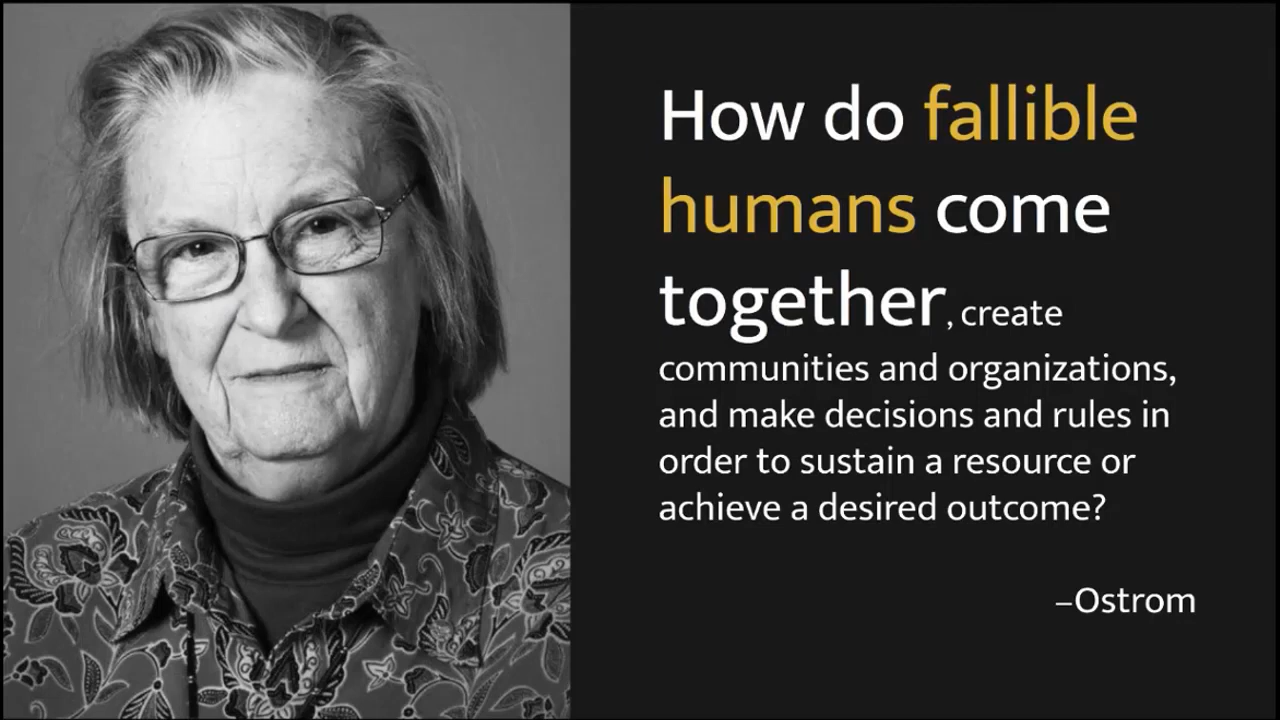 How do fallible
humans come
together, create
communities and organizations,
and make decisions and rules in
order to sustain a resource or
achieve a desired outcome?
–Ostrom